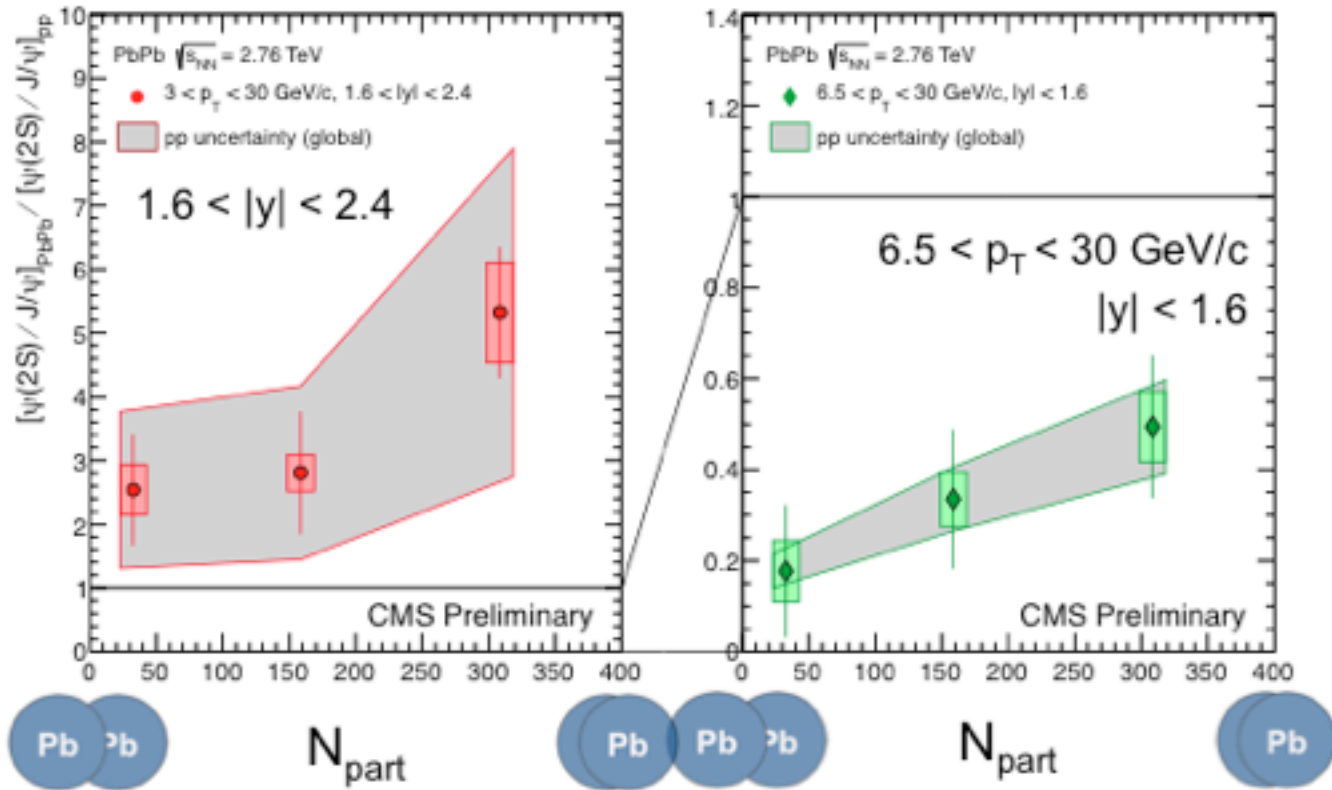 [ψ(2S) / J/ψ]PbPb / [ψ(2S) / J/ψ]pp
10
9
8
7
6
5
4
3
2
1
0
PbPb √sNN = 2.76 TeV
3 < pT < 30 GeV/c, 1.6 < |y| < 2.4
pp uncertainty (global)
1.6 < |y| < 2.4
CMS Preliminary
0 50 100 150 200 250 300 350 400
Npart
1.4
1.2
1
0.8
0.6
0.4
0.2
0
PbPb √sNN = 2.76 TeV
6.5 < pT < 30 GeV/c, |y| < 1.6
pp uncertainty (global)
6.5 < pT < 30 GeV/c
|y| < 1.6
CMS Preliminary
50 100 150 200 250 300 350 400
Npart
Pb Pb
Pb
Pb Pb
Pb